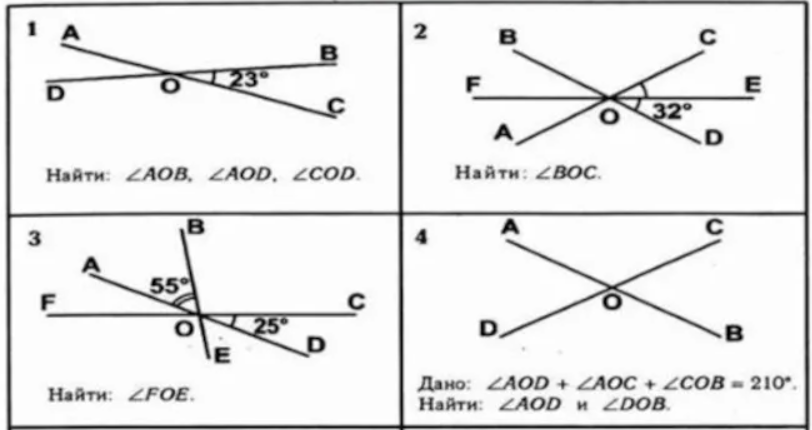 1
A
B
D
O
23°
C
Найти: ∠AOB, ∠AOD, ∠COD.
2
B
C
F
E
O
32°
A
D
Найти: ∠BOC.
3
B
A
55°
F
C
O
25°
E
D
Найти: ∠FOE.
4
A
C
O
D
B
Дано: ∠AOD + ∠AOC + ∠COB = 210°.
Найти: ∠AOD и ∠DOB.